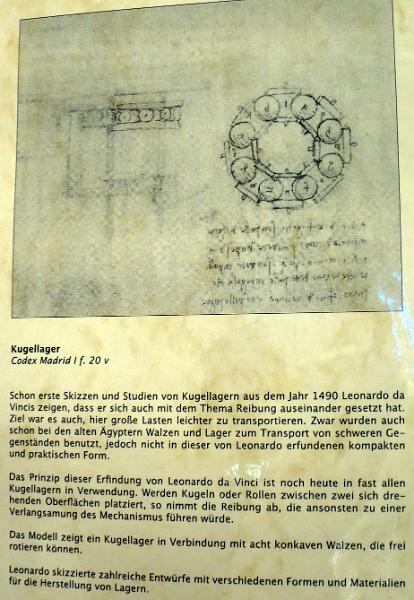 Kugellager
Codex Madrid I f. 20 v
Schon erste Skizzen und Studien von Kugellagern aus dem Jahr 1490 Leonardo da
Vincis zeigen, dass er sich auch mit dem Thema Reibung auseinander gesetzt hat.
Ziel war es auch, hier große Lasten leichter zu transportieren. Zwar wurden auch
schon bei den alten Ägyptern Walzen und Lager zum Transport von schweren Ge-
genständen benutzt, jedoch nicht in dieser von Leonardo erfundenen kompakten
und praktischen Form.
Das Prinzip dieser Erfindung von Leonardo da Vinci ist noch heute in fast allen
Kugellagern in Verwendung. Werden Kugeln oder Rollen zwischen zwei sich dre-
henden Oberflächen platziert, so nimmt die Reibung ab, die ansonsten zu einer
Verlangsamung des Mechanismus führen würde.
Das Modell zeigt ein Kugellager in Verbindung mit acht konkaven Walzen, die frei
rotieren können.
Leonardo skizzierte zahlreiche Entwürfe mit verschiedenen Formen und Materialien
für die Herstellung von Lagern.